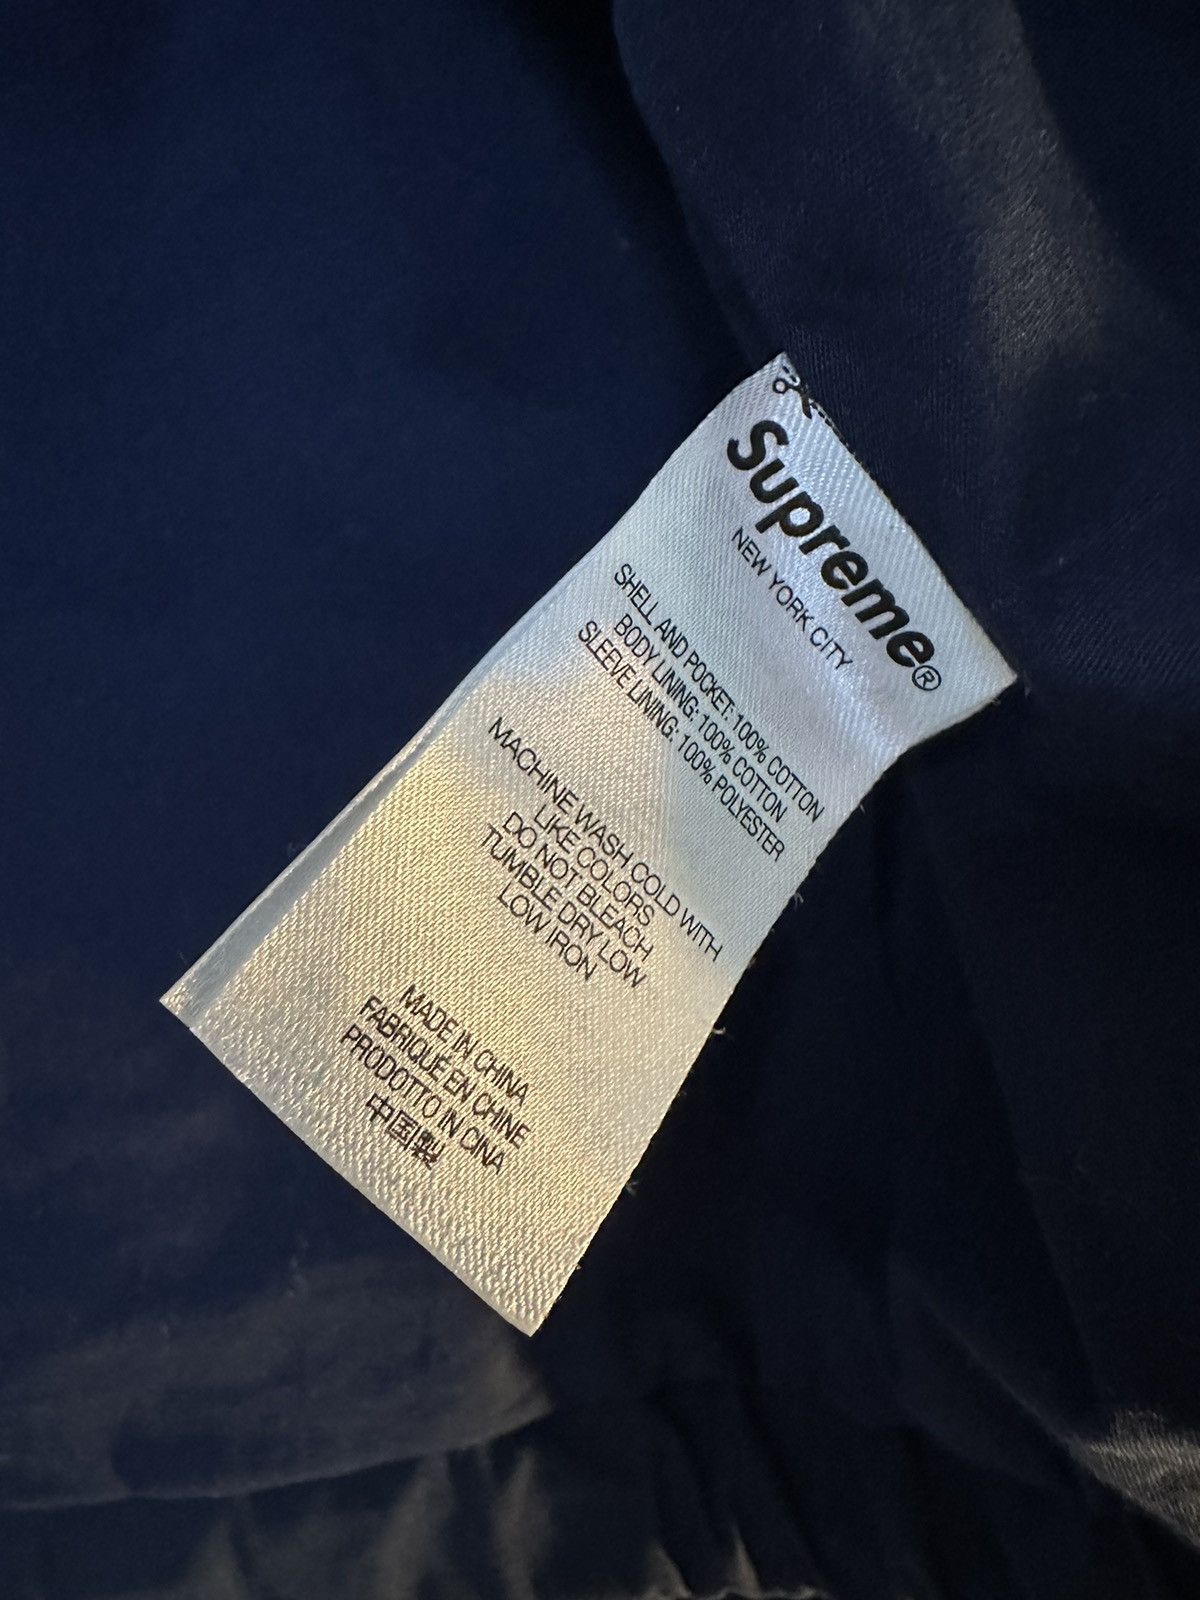 Supreme®
NEW YORK CITY
SHELL AND POCKET: 100% COTTON
BODY LINING: 100% COTTON
SLEEVE LINING: 100% POLYESTER
MACHINE WASH COLD WITH
LIKE COLORS
DO NOT BLEACH
TUMBLE DRY LOW
LOW IRON
MADE IN CHINA
FABRIQUÉ EN CHINE
PRODOTTO IN CINA
中国製